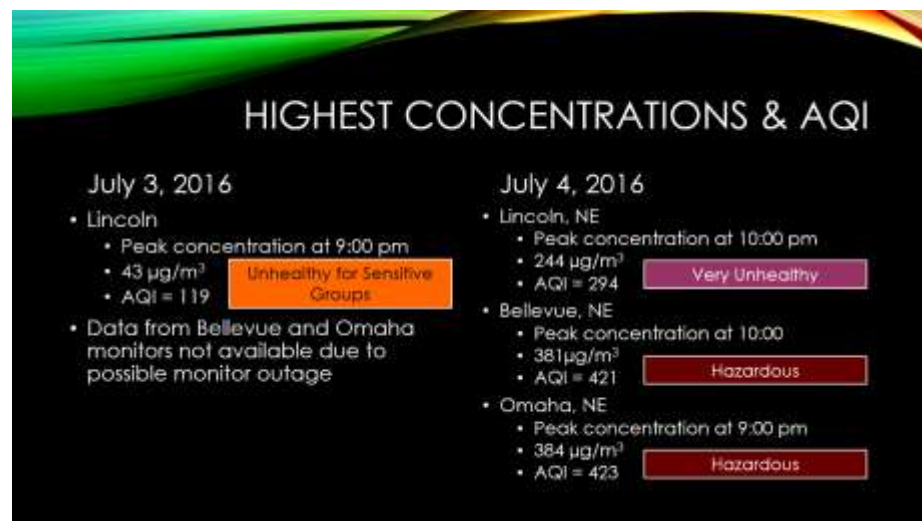 HIGHEST CONCENTRATIONS & AQI
July 3, 2016
• Lincoln
• Peak concentration at 9:00 pm
• 43 µg/m³
• AQI = 119
Unhealthy for Sensitive
Groups
• Data from Bellevue and Omaha
monitors not available due to
possible monitor outage
July 4, 2016
• Lincoln, NE
• Peak concentration at 10:00 pm
• 244 µg/m³
• AQI = 294
Very Unhealthy
• Bellevue, NE
• Peak concentration at 10:00
• 381µg/m³
• AQI = 421
Hazardous
• Omaha, NE
• Peak concentration at 9:00 pm
• 384 µg/m³
• AQI = 423
Hazardous